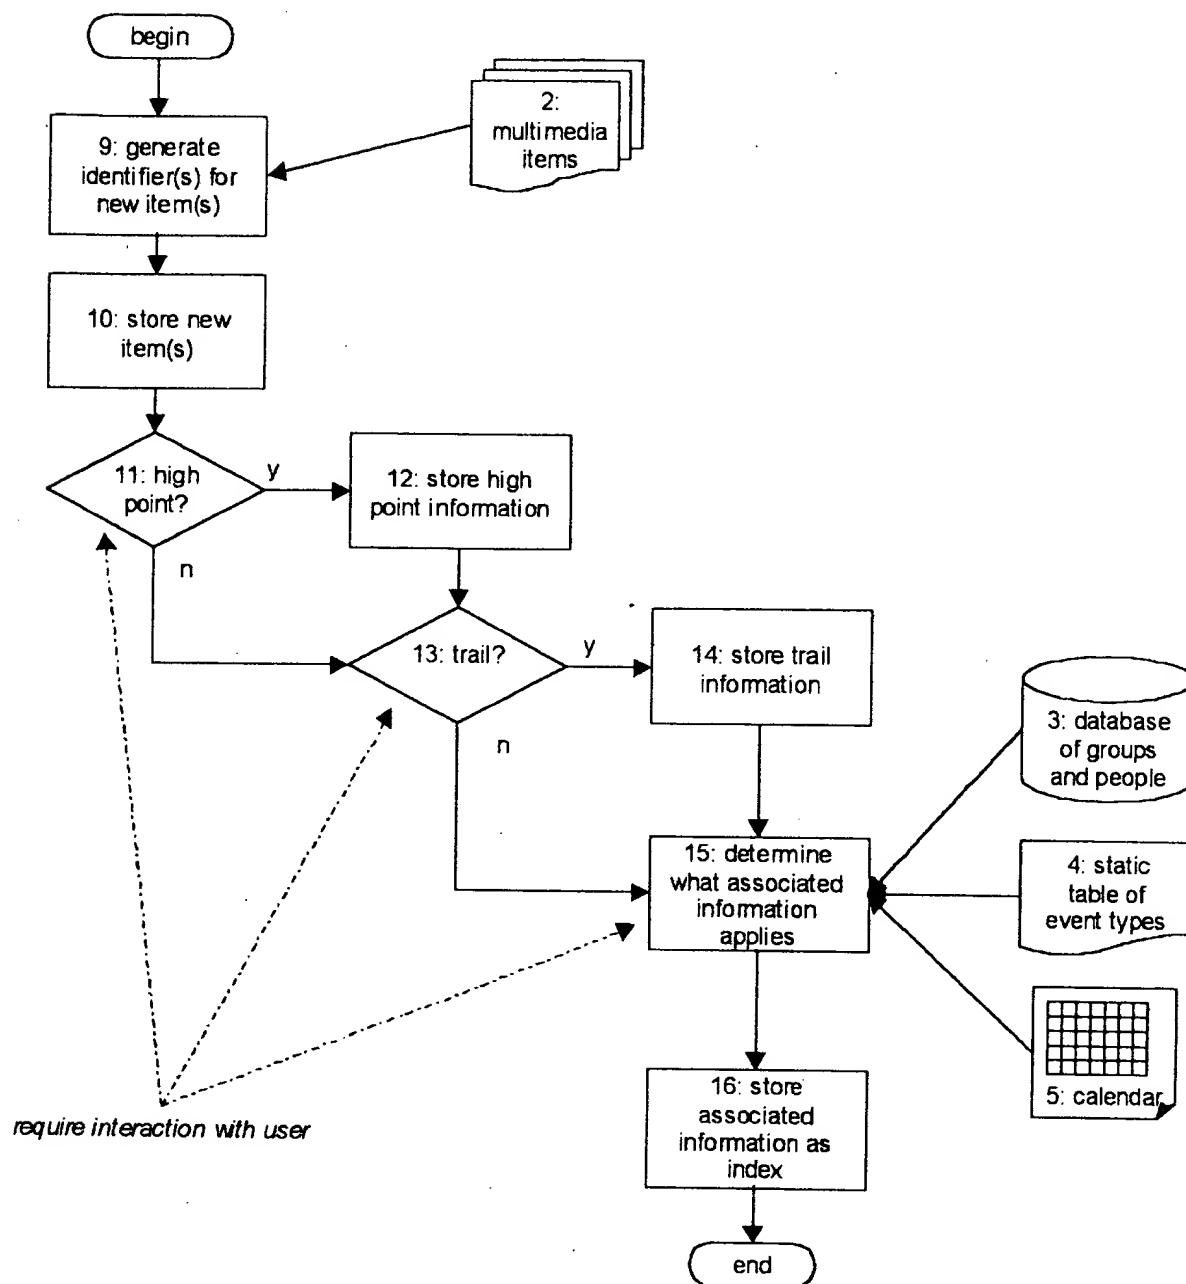 begin
2:
multimedia
items
9: generate
identifier(s) for
new item(s)
10: store new
item(s)
11: high
point?
y
n
12: store high
point information
13: trail?
y
n
14: store trail
information
3: database
of groups
and people
15: determine
what associated
information
applies
4: static
table of
event types
5: calendar
16: store
associated
information as
index
require interaction with user
end